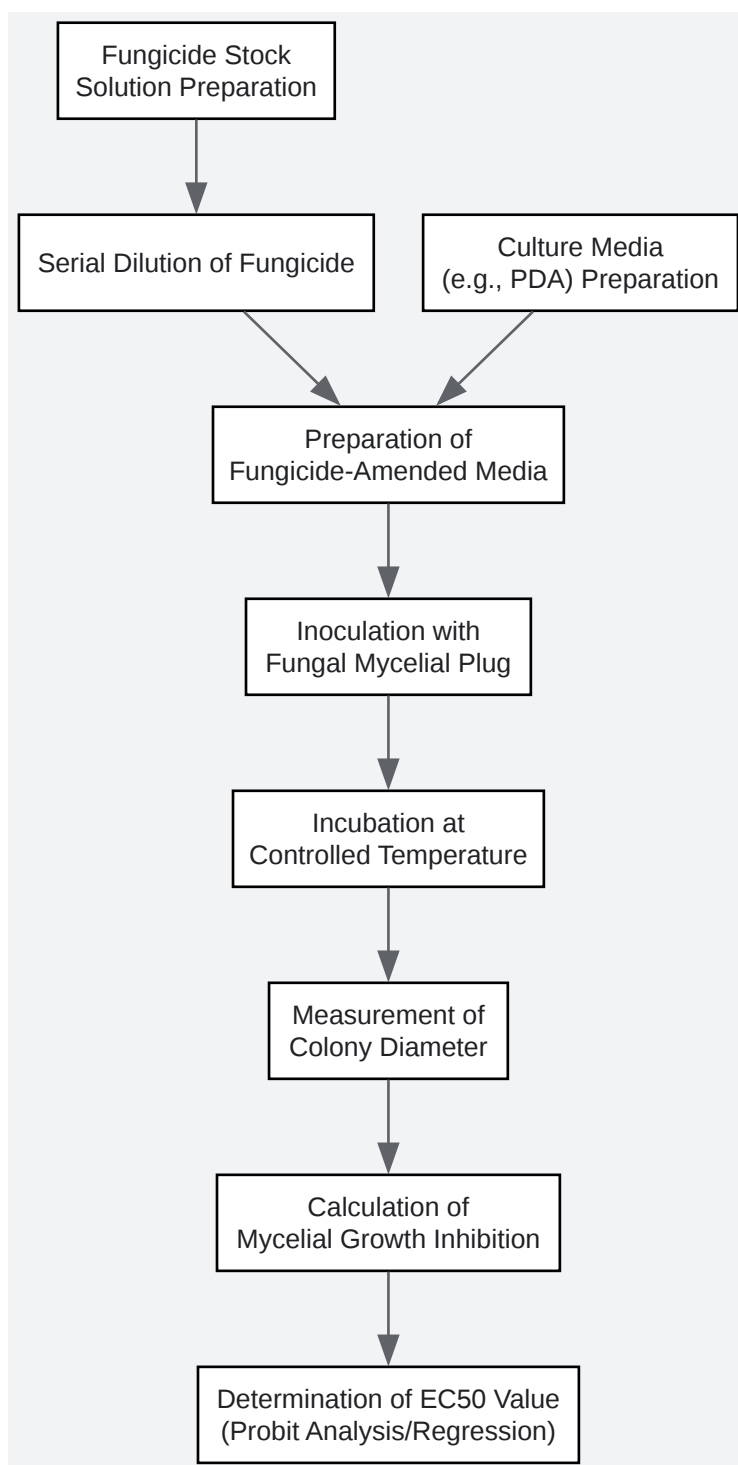 Fungicide Stock
Solution Preparation
Serial Dilution of Fungicide
Culture Media
(e.g., PDA) Preparation
Preparation of
Fungicide-Amended Media
Inoculation with
Fungal Mycelial Plug
Incubation at
Controlled Temperature
Measurement of
Colony Diameter
Calculation of
Mycelial Growth Inhibition
Determination of EC50 Value
(Probit Analysis/Regression)